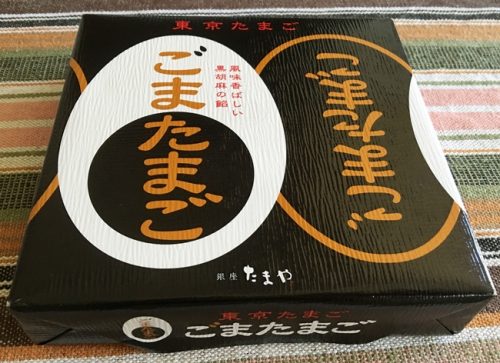 東京たまご
風味香ばしい
黒胡麻の餡
ごまたまご
ごまたまご
銀座 たまや
東京たまご
ごまたまご